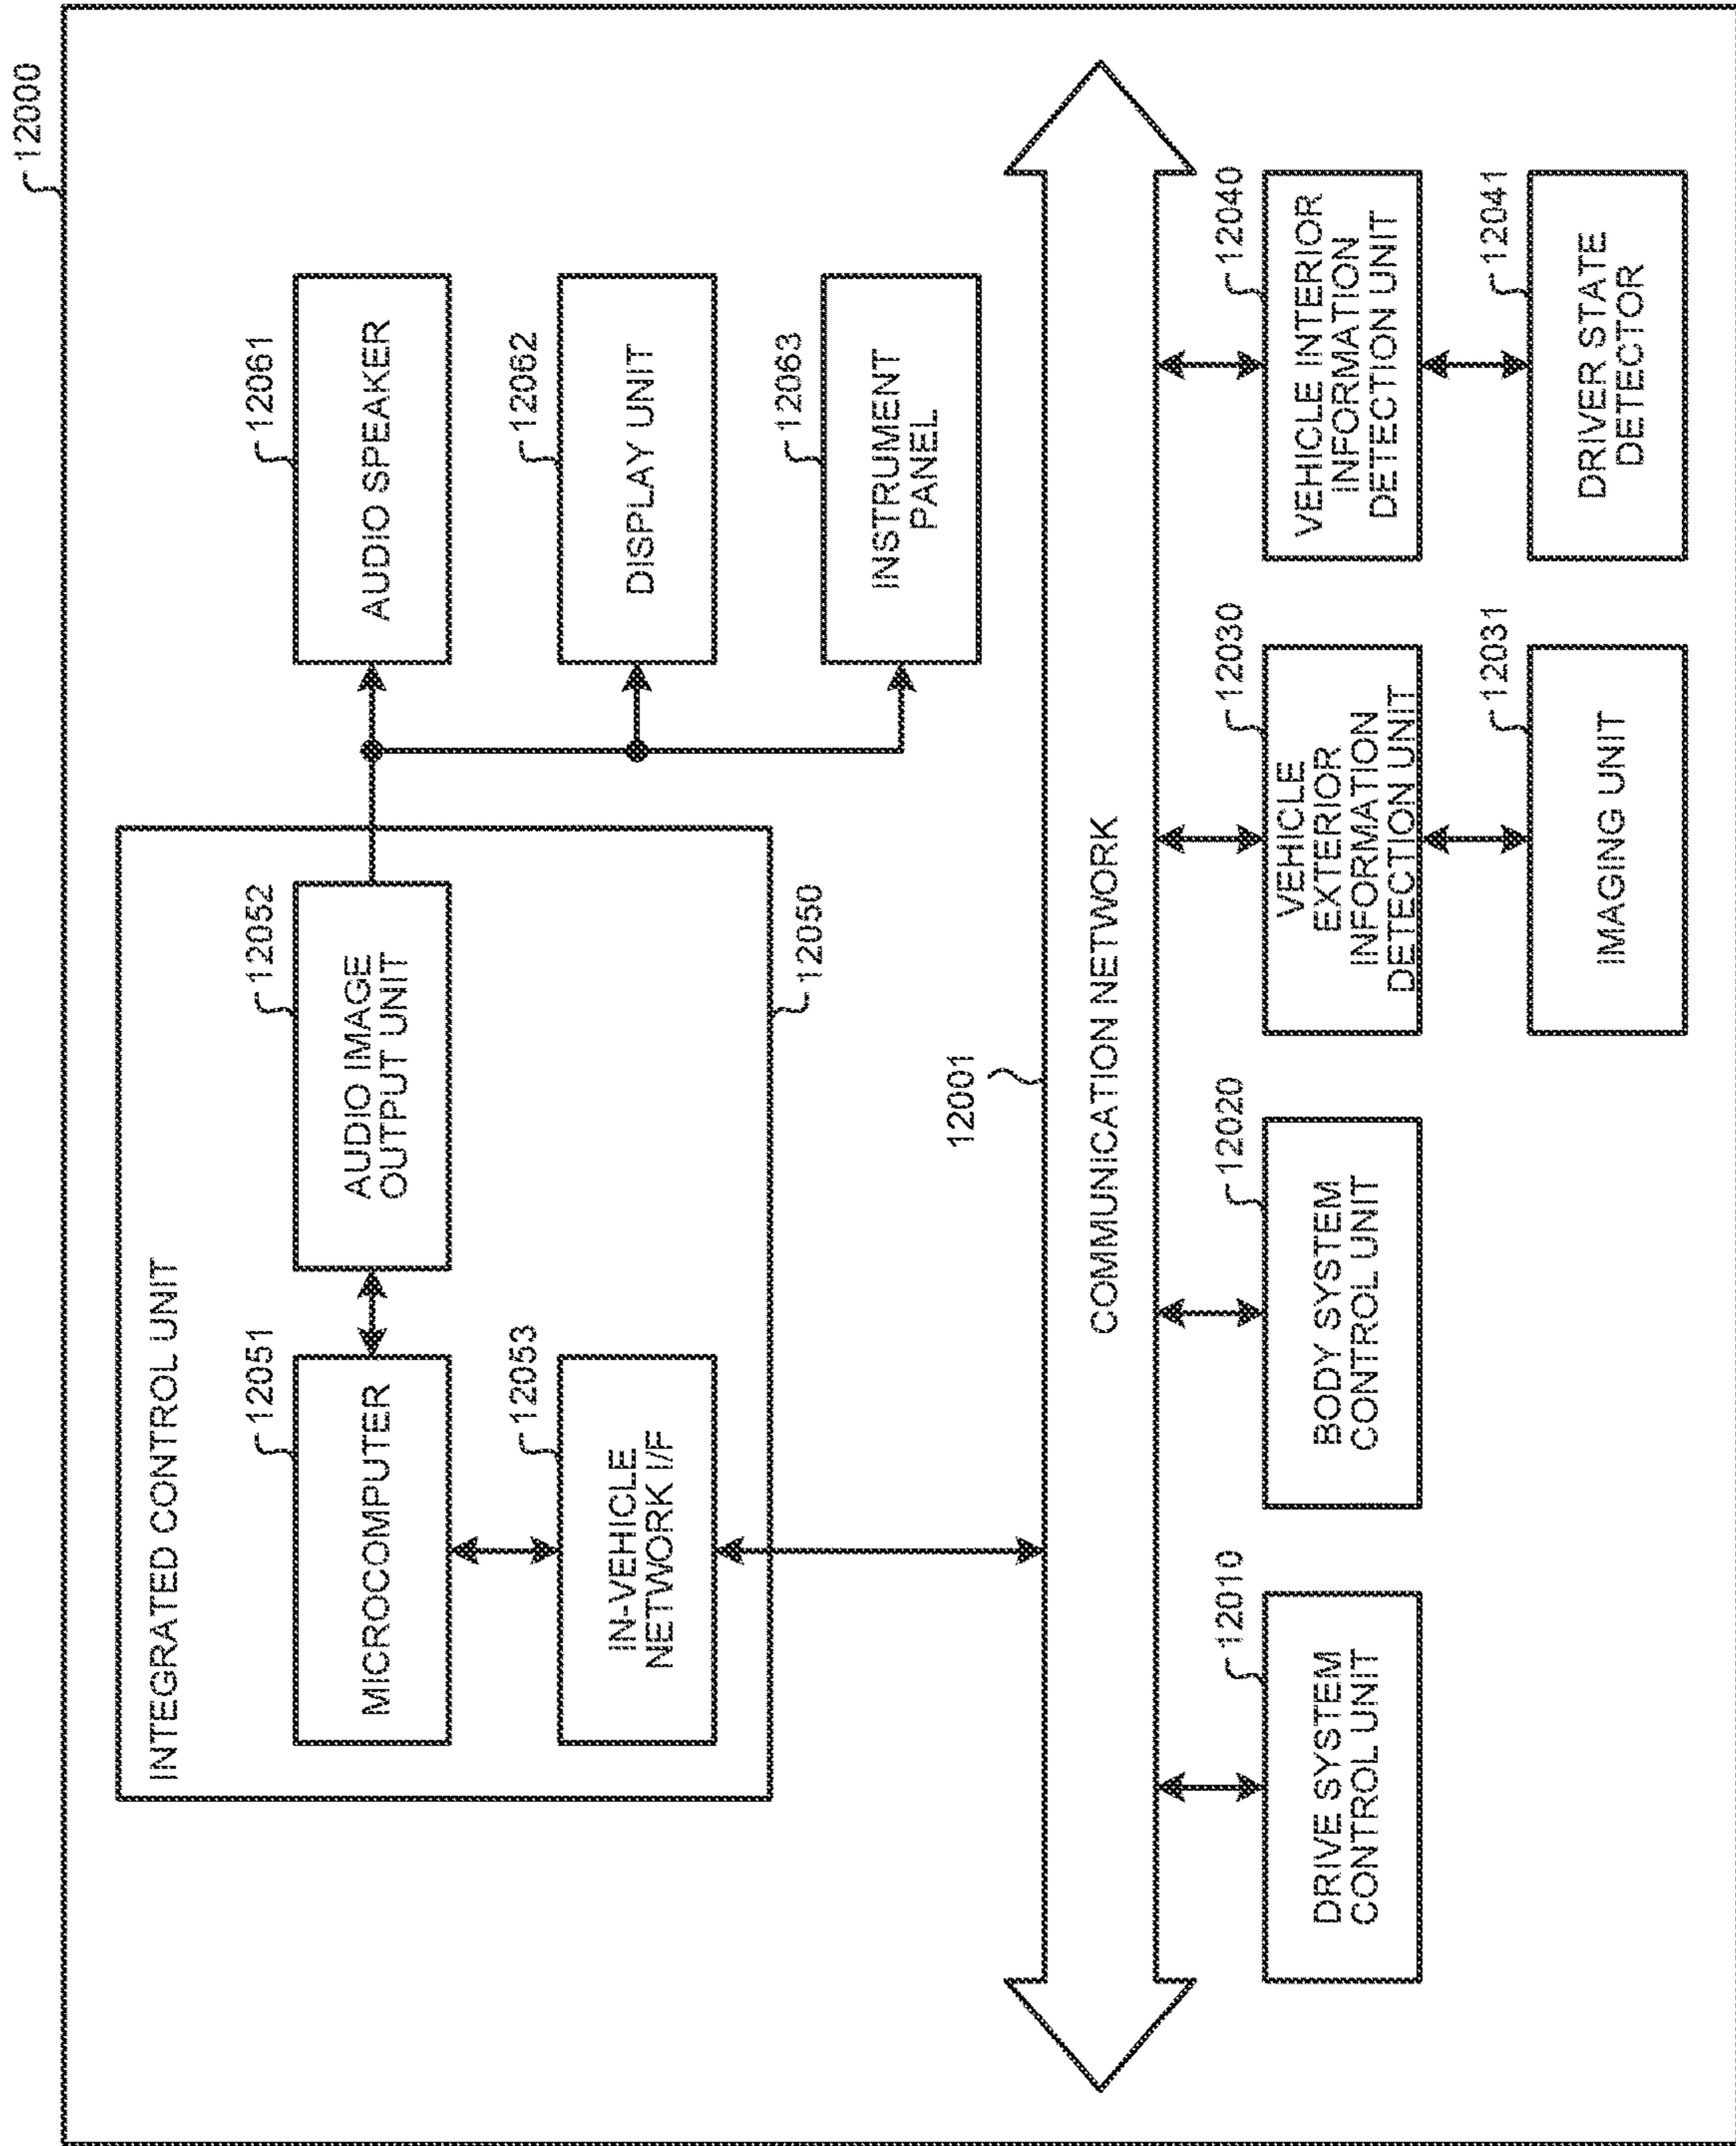 12000
INTEGRATED CONTROL UNIT
12051
MICROCOMPUTER
12052
AUDIO IMAGE
OUTPUT UNIT
12061
AUDIO SPEAKER
12053
IN-VEHICLE
NETWORK I/F
12062
DISPLAY UNIT
12050
12063
INSTRUMENT
PANEL
12001
COMMUNICATION NETWORK
12010
DRIVE SYSTEM
CONTROL UNIT
12020
BODY SYSTEM
CONTROL UNIT
12030
VEHICLE
EXTERIOR
INFORMATION
DETECTION UNIT
12040
VEHICLE INTERIOR
INFORMATION
DETECTION UNIT
12031
IMAGING UNIT
12041
DRIVER STATE
DETECTOR